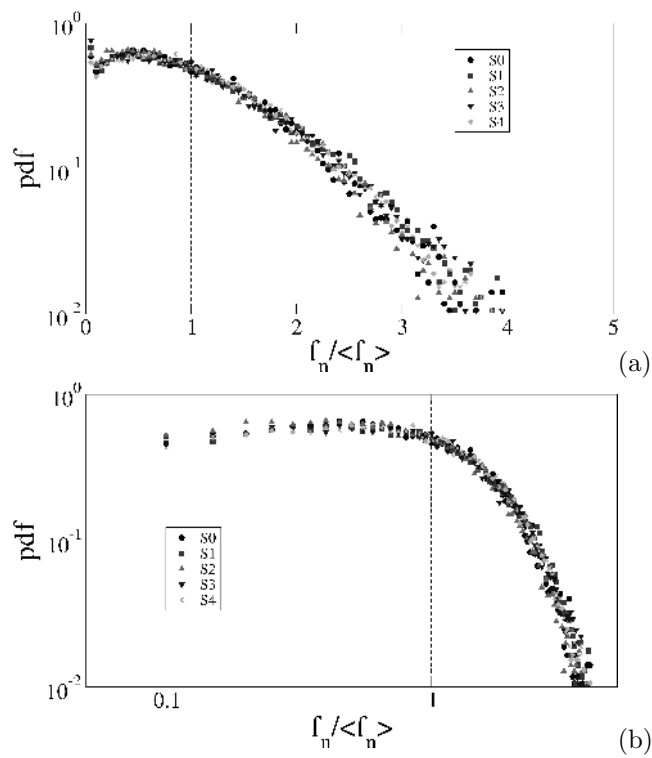 10^0
S0
S1
S2
S3
S4
pdf
10^-1
10^-2
0 1 2 3 4 5
f_n/<f_n>
(a)
10^0
pdf
10^-1
S0
S1
S2
S3
S4
10^-2
0.1 1
f_n/<f_n>
(b)